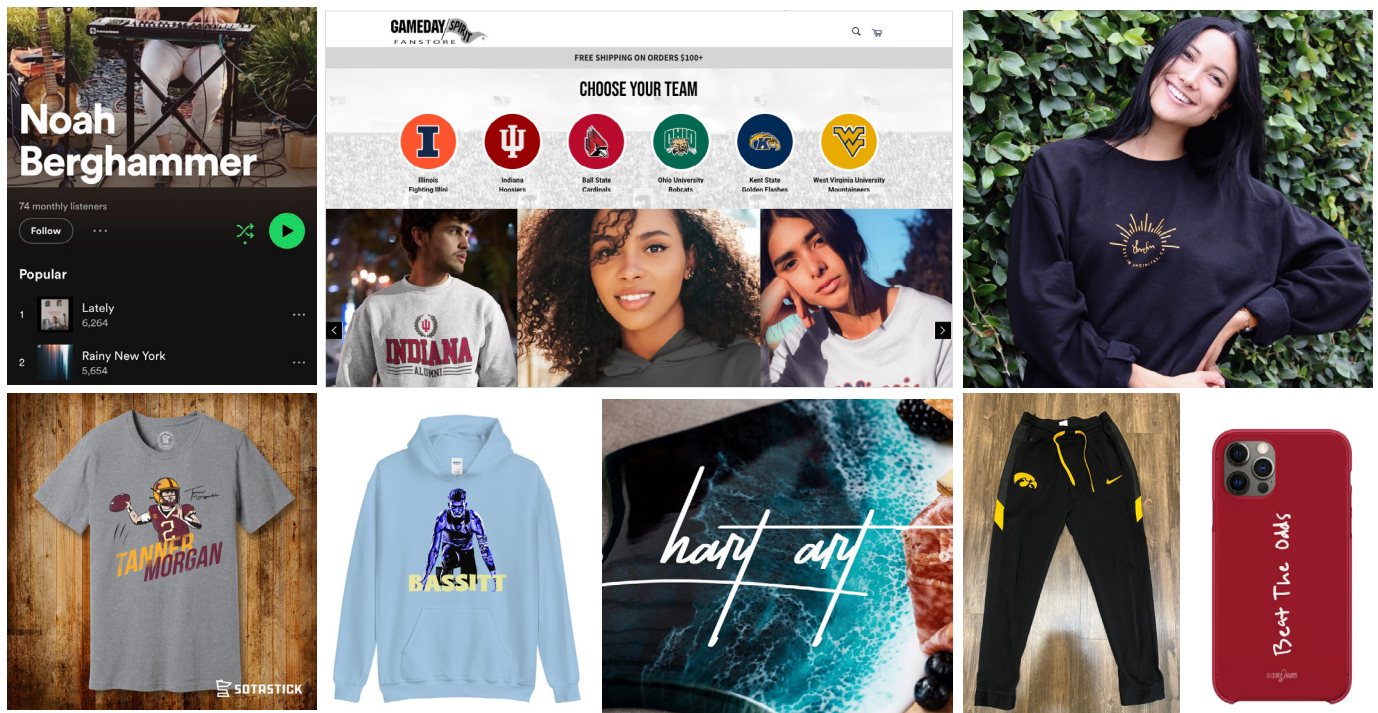 Noah
Berghammer
74 monthly listeners
Follow
Popular
1
Lately
6,264
2
Rainy New York
5,654
GAMEDAY SPIRIT
FANSTORE
FREE SHIPPING ON ORDERS $100+
CHOOSE YOUR TEAM
I
OHIO
Illinois
Fighting Illini
Indiana
Hoosiers
Ball State
Cardinals
Ohio University
Bobcats
Kent State
Golden Flashes
West Virginia University
Mountaineers
INDIANA
ALUMNI
2
TANNER
MORGAN
SOTASTICK
BASSITT
hart art
Beat The Odds